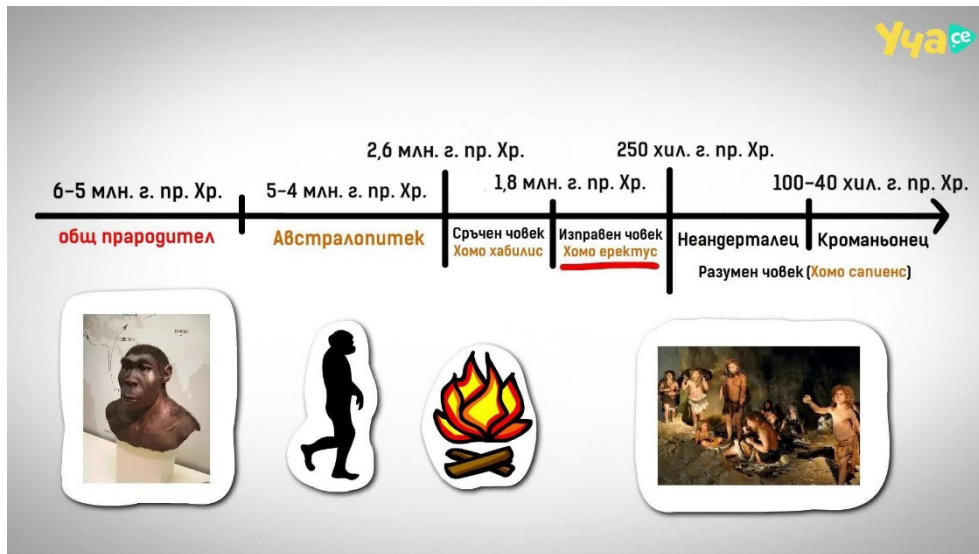 Уча се
2,6 млн. г. пр. Хр.
250 хил. г. пр. Хр.
6-5 млн. г. пр. Хр.
5-4 млн. г. пр. Хр.
1,8 млн. г. пр. Хр.
100-40 хил. г. пр. Хр.
общ прародител
Австралопитек
Сръчен човек
Хомо хабилис
Изправен човек
Хомо еректус
Неандерталец
Кроманьонец
Разумен човек (Хомо сапиенс)